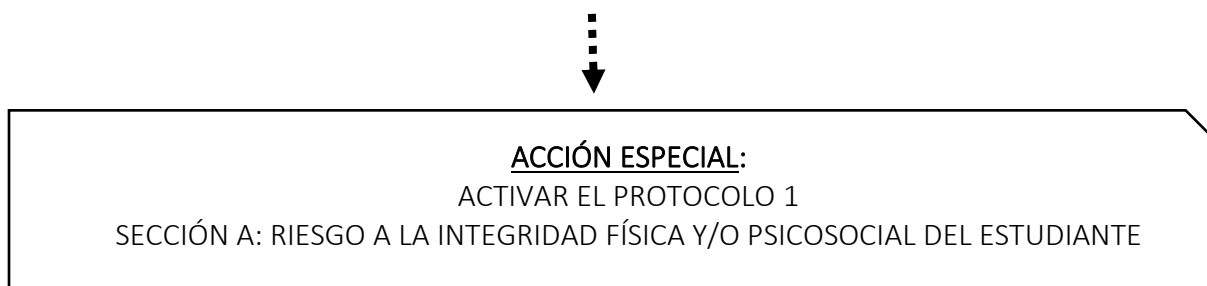 ACCIÓN ESPECIAL:
ACTIVAR EL PROTOCOLO 1
SECCIÓN A: RIESGO A LA INTEGRIDAD FÍSICA Y/O PSICOSOCIAL DEL ESTUDIANTE